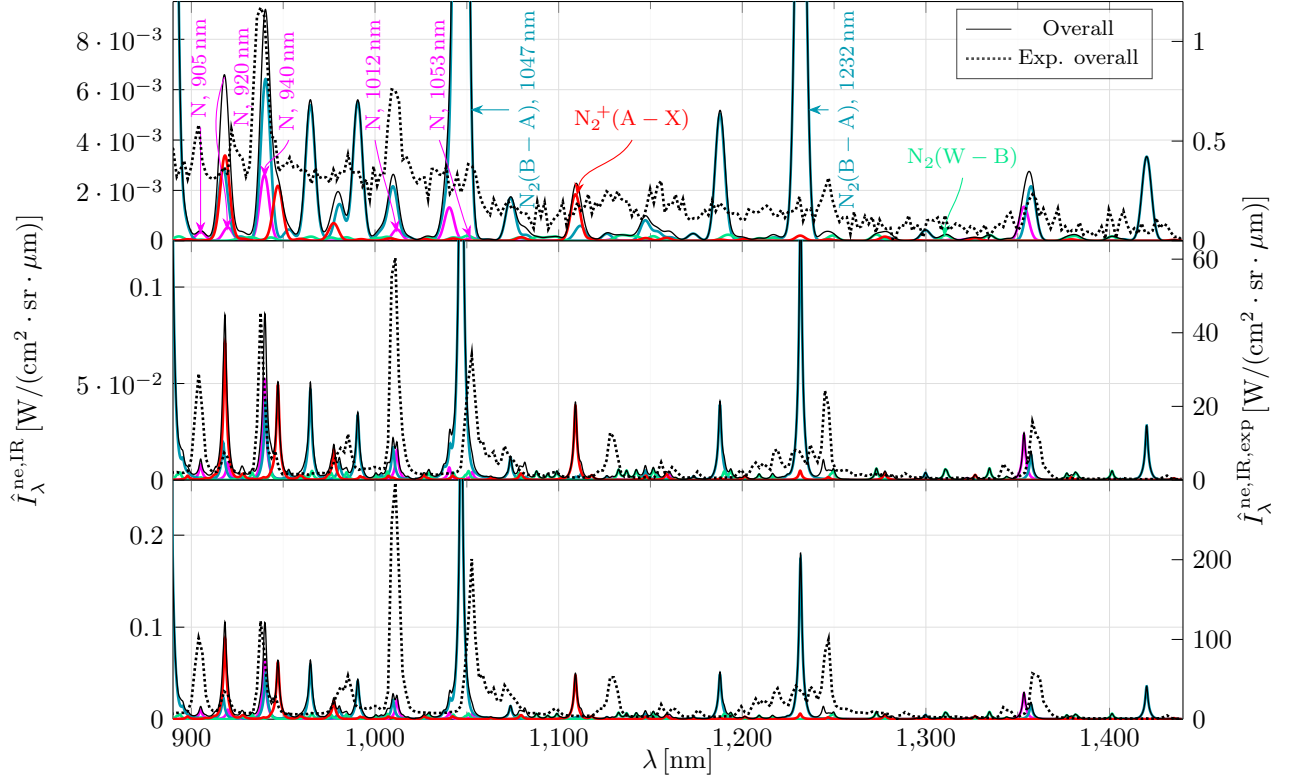 8 · 10⁻³
6 · 10⁻³
4 · 10⁻³
2 · 10⁻³
0
1
0.5
0
N, 905 nm
N, 920 nm
N, 940 nm
N, 1012 nm
N, 1053 nm
N₂(B − A), 1047 nm
N₂⁺(A − X)
N₂(B − A), 1232 nm
N₂(W − B)
Overall
Exp. overall
0.1
5 · 10⁻²
0
60
40
20
0
0.2
0.1
0
200
100
0
900
1,000
1,100
1,200
1,300
1,400
λ [nm]
Î_λ^{ne,IR} [W/(cm² · sr · μm)]
Î_λ^{ne,IR,exp} [W/(cm² · sr · μm)]